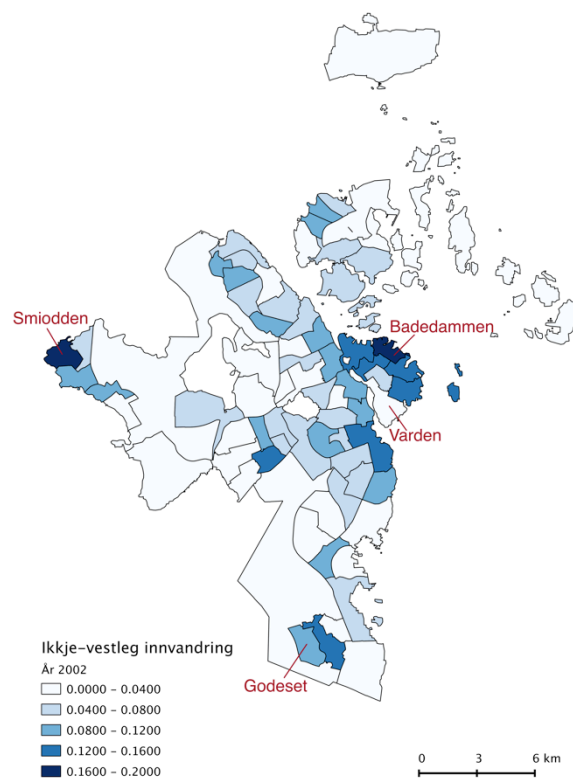 Smiodden
Badedammen
Varden
Godeset
Ikkje-vestleg innvandring
År 2002
0.0000 - 0.0400
0.0400 - 0.0800
0.0800 - 0.1200
0.1200 - 0.1600
0.1600 - 0.2000
0 3 6 km